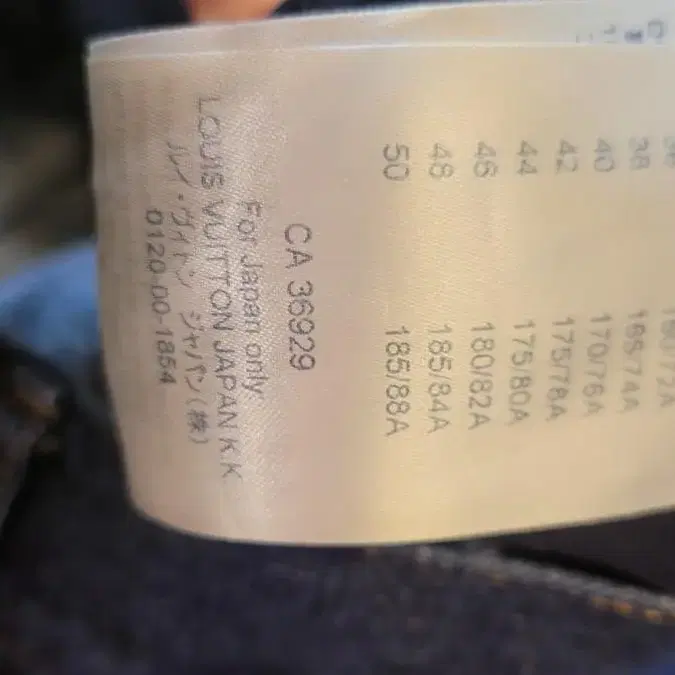 40 170/76A
42 175/78A
44 175/80A
46 180/82A
48 185/84A
50 185/88A
CA 36929
For Japan only
LOUIS VUITTON JAPAN K.K.
ルイ・ヴィトン ジャパン(株)
0120-00-1854